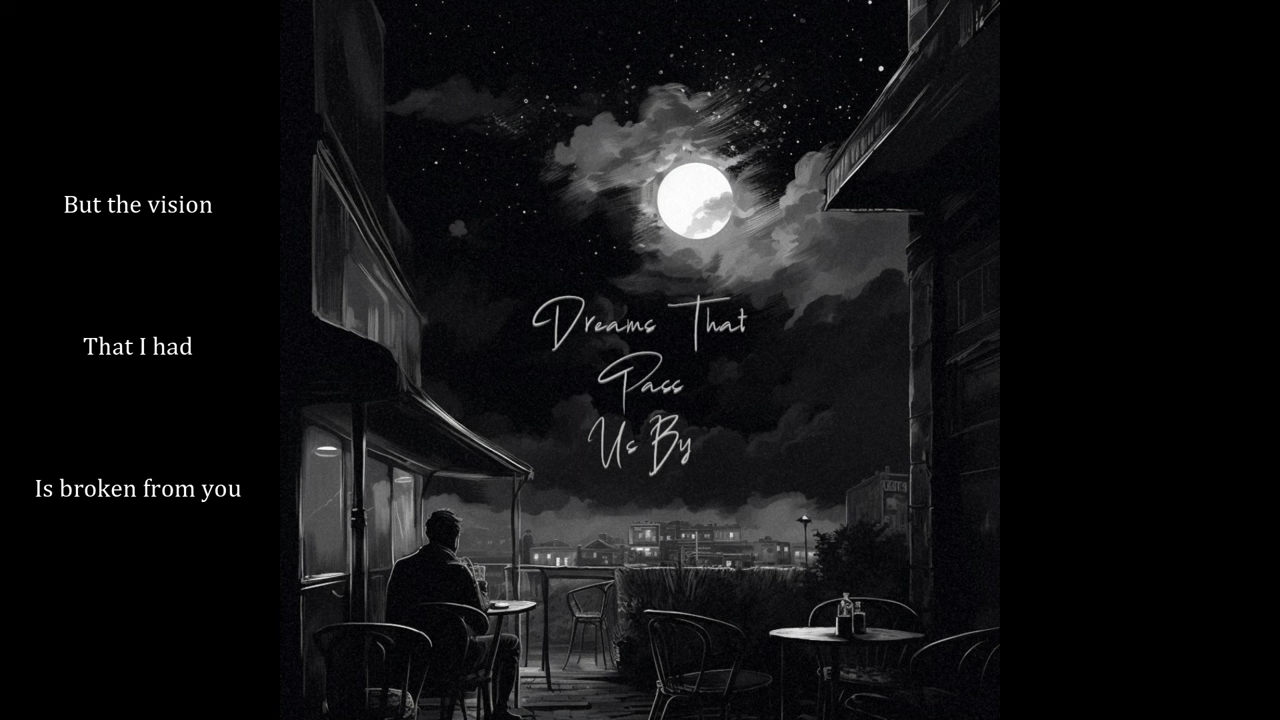 But the vision
That I had
Is broken from you
Dreams That
Pass
Us By